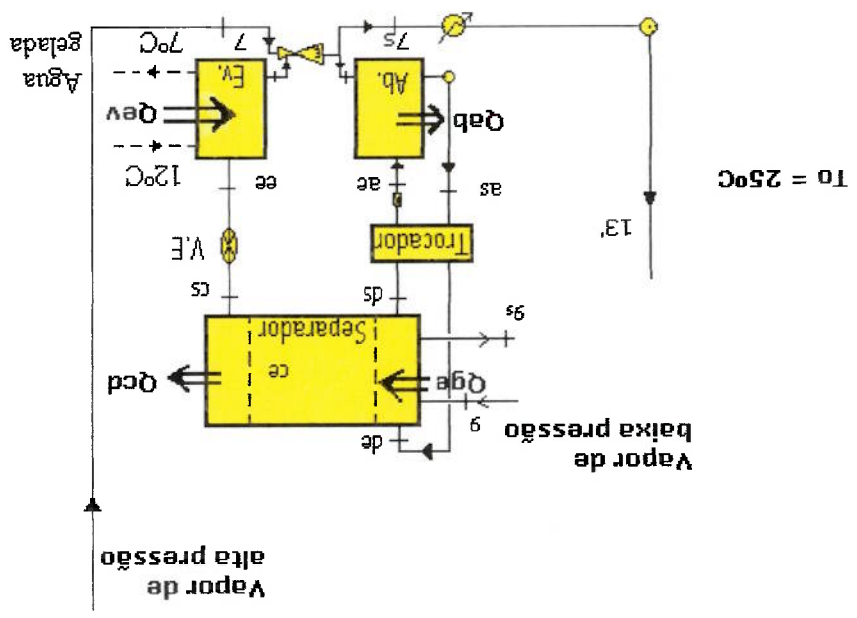 Vapor de
alta pressão
Vapor de
baixa pressão
de
9
Qge
ce
Qcd
Separador
9s
ds
cs
Trocador
V.E
13'
as
ae
ee
12ºC
To = 25ºC
Qab
Qev
Ab.
Ev.
Água
gelada
7s
7
7ºC